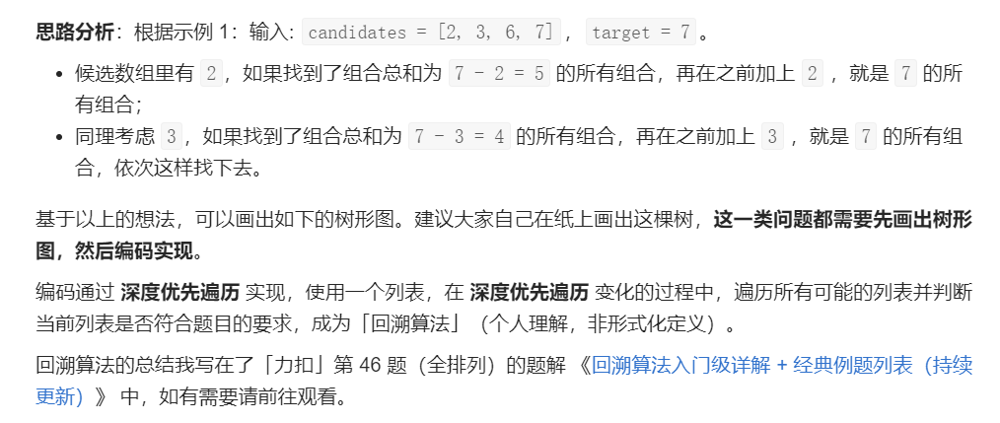 思路分析：根据示例 1：输入: candidates = [2, 3, 6, 7]，target = 7。
• 候选数组里有 2，如果找到了组合总和为 7 - 2 = 5 的所有组合，再在之前加上 2 ，就是 7 的所
有组合；
• 同理考虑 3，如果找到了组合总和为 7 - 3 = 4 的所有组合，再在之前加上 3 ，就是 7 的所有组
合，依次这样找下去。
基于以上的想法，可以画出如下的树形图。建议大家自己在纸上画出这棵树，这一类问题都需要先画出树形
图，然后编码实现。
编码通过 深度优先遍历 实现，使用一个列表，在 深度优先遍历 变化的过程中，遍历所有可能的列表并判断
当前列表是否符合题目的要求，成为「回溯算法」（个人理解，非形式化定义）。
回溯算法的总结我写在了「力扣」第 46 题（全排列）的题解 《回溯算法入门级详解 + 经典例题列表（持续
更新）》 中，如有需要请前往观看。